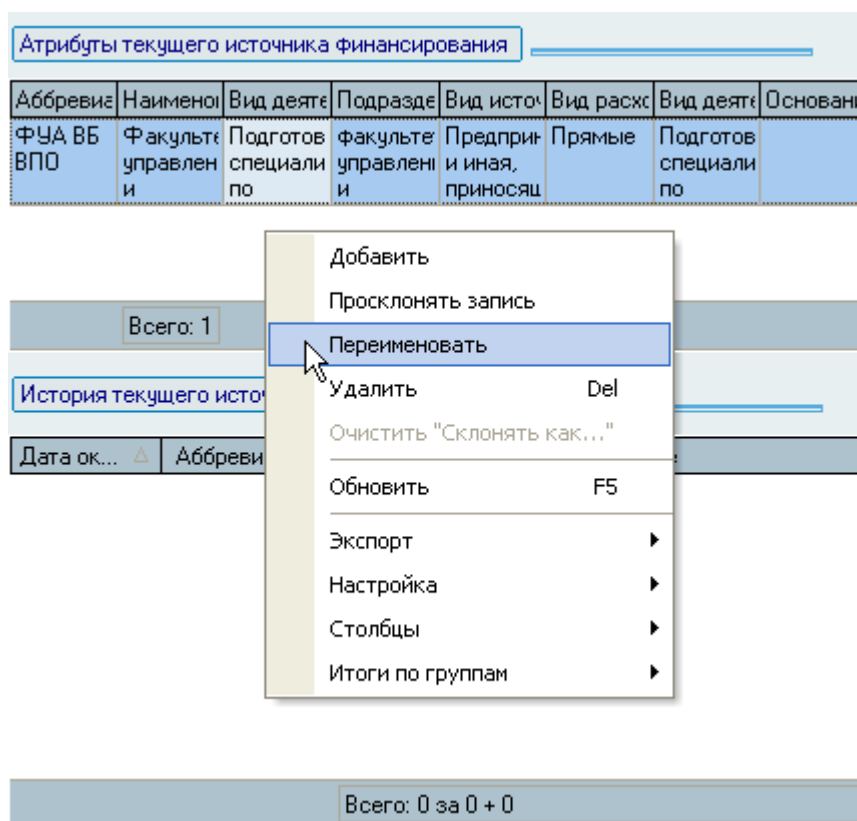 Атрибуты текущего источника финансирования
Аббревиа Наименов Вид деяте Подразде Вид источ Вид расхо Вид деяте Основани
ФУА ВБ Факульте Подготов факультет Предприн Прямые Подготов
ВПО управлен специали управлени и иная, специали
и по и приносящ по
Добавить
Просклонять запись
Всего: 1
Переименовать
История текущего источ
Удалить Del
Очистить "Склонять как..."
Дата ок... Аббреви
Обновить F5
Экспорт
Настройка
Столбцы
Итоги по группам
Всего: 0 за 0 + 0